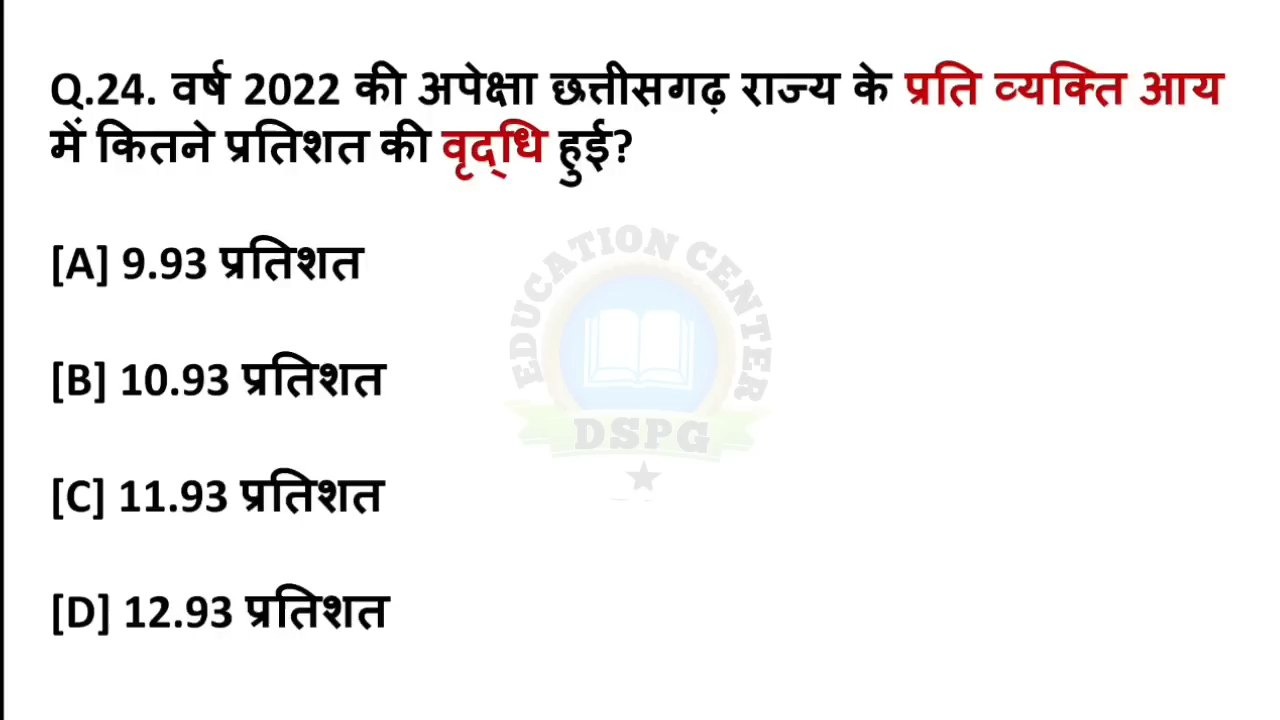 Q.24. वर्ष 2022 की अपेक्षा छत्तीसगढ़ राज्य के प्रति व्यक्ति आय
में कितने प्रतिशत की वृद्धि हुई?
[A] 9.93 प्रतिशत
[B] 10.93 प्रतिशत
[C] 11.93 प्रतिशत
[D] 12.93 प्रतिशत
EDUCATION CENTER
DSPG